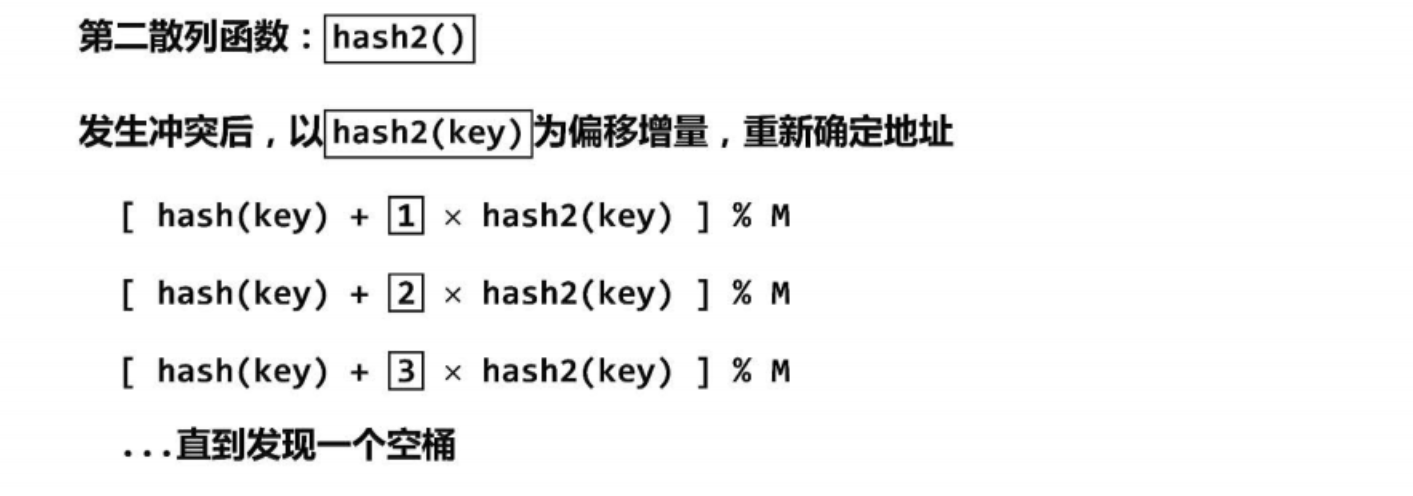 第二散列函数：hash2()
发生冲突后，以hash2(key)为偏移增量，重新确定地址
[ hash(key) + 1 × hash2(key) ] % M
[ hash(key) + 2 × hash2(key) ] % M
[ hash(key) + 3 × hash2(key) ] % M
...直到发现一个空桶